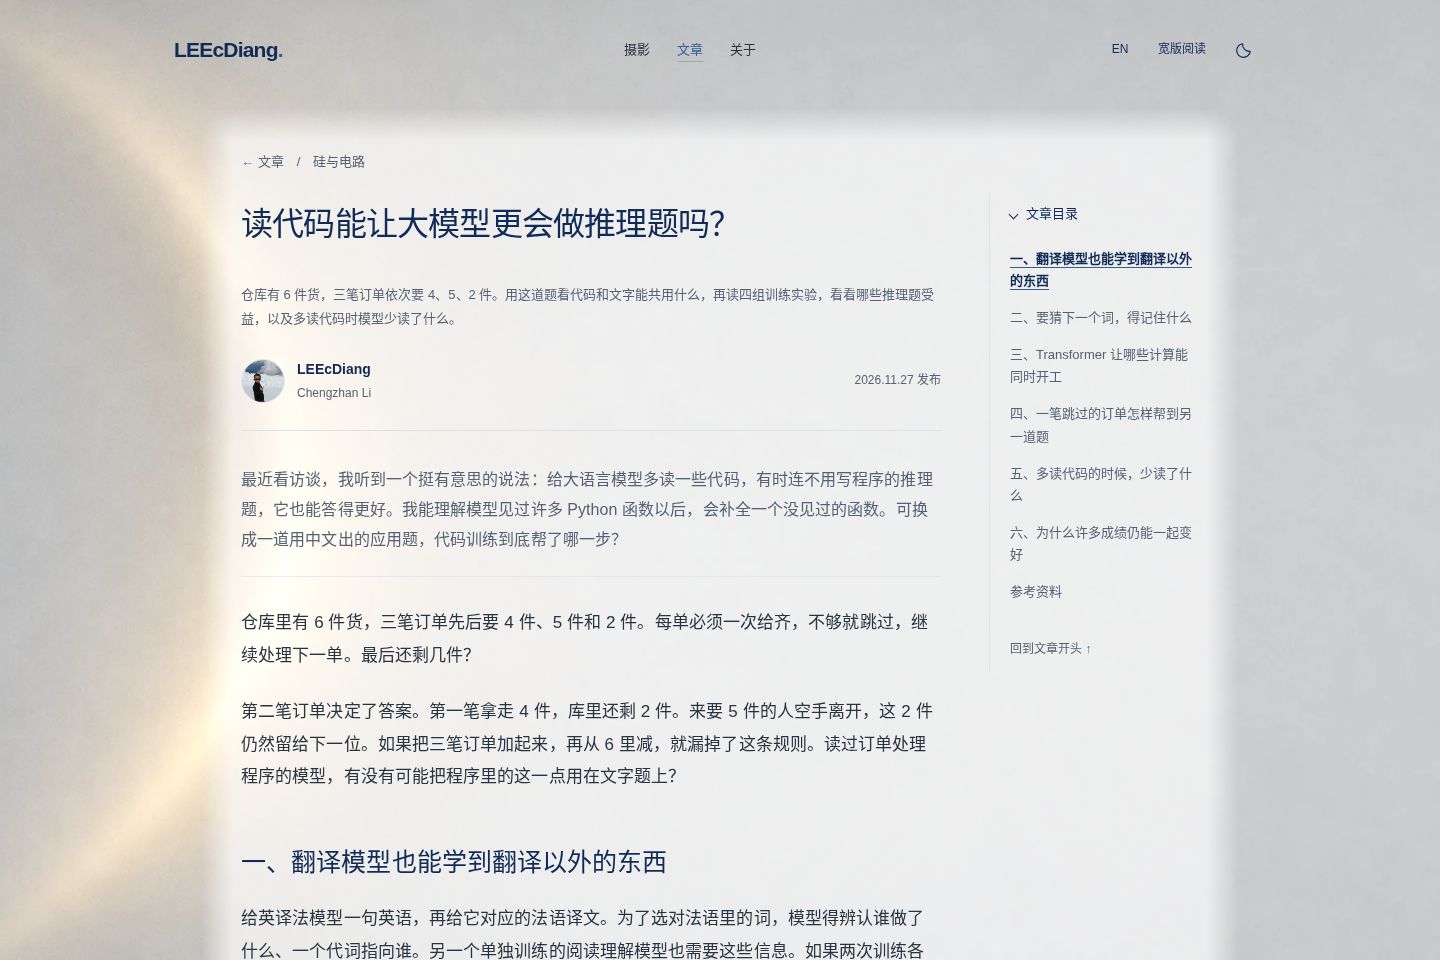 LEEcDiang.
摄影
文章
关于
EN
宽版阅读
← 文章 / 硅与电路
读代码能让大模型更会做推理题吗？
仓库有 6 件货，三笔订单依次要 4、5、2 件。用这道题看代码和文字能共用什么，再读四组训练实验，看看哪些推理题受
益，以及多读代码时模型少读了什么。
LEEcDiang
Chengzhan Li
2026.11.27 发布
最近看访谈，我听到一个挺有意思的说法：给大语言模型多读一些代码，有时连不用写程序的推理
题，它也能答得更好。我能理解模型见过许多 Python 函数以后，会补全一个没见过的函数。可换
成一道用中文出的应用题，代码训练到底帮了哪一步？
仓库里有 6 件货，三笔订单先后要 4 件、5 件和 2 件。每单必须一次给齐，不够就跳过，继
续处理下一单。最后还剩几件？
第二笔订单决定了答案。第一笔拿走 4 件，库里还剩 2 件。来要 5 件的人空手离开，这 2 件
仍然留给下一位。如果把三笔订单加起来，再从 6 里减，就漏掉了这条规则。读过订单处理
程序的模型，有没有可能把程序里的这一点用在文字题上？
一、翻译模型也能学到翻译以外的东西
给英译法模型一句英语，再给它对应的法语译文。为了选对法语里的词，模型得辨认谁做了
什么、一个代词指向谁。另一个单独训练的阅读理解模型也需要这些信息。如果两次训练各
文章目录
一、翻译模型也能学到翻译以外
的东西
二、要猜下一个词，得记住什么
三、Transformer 让哪些计算能
同时开工
四、一笔跳过的订单怎样帮到另
一道题
五、多读代码的时候，少读了什
么
六、为什么许多成绩仍能一起变
好
参考资料
回到文章开头 ↑